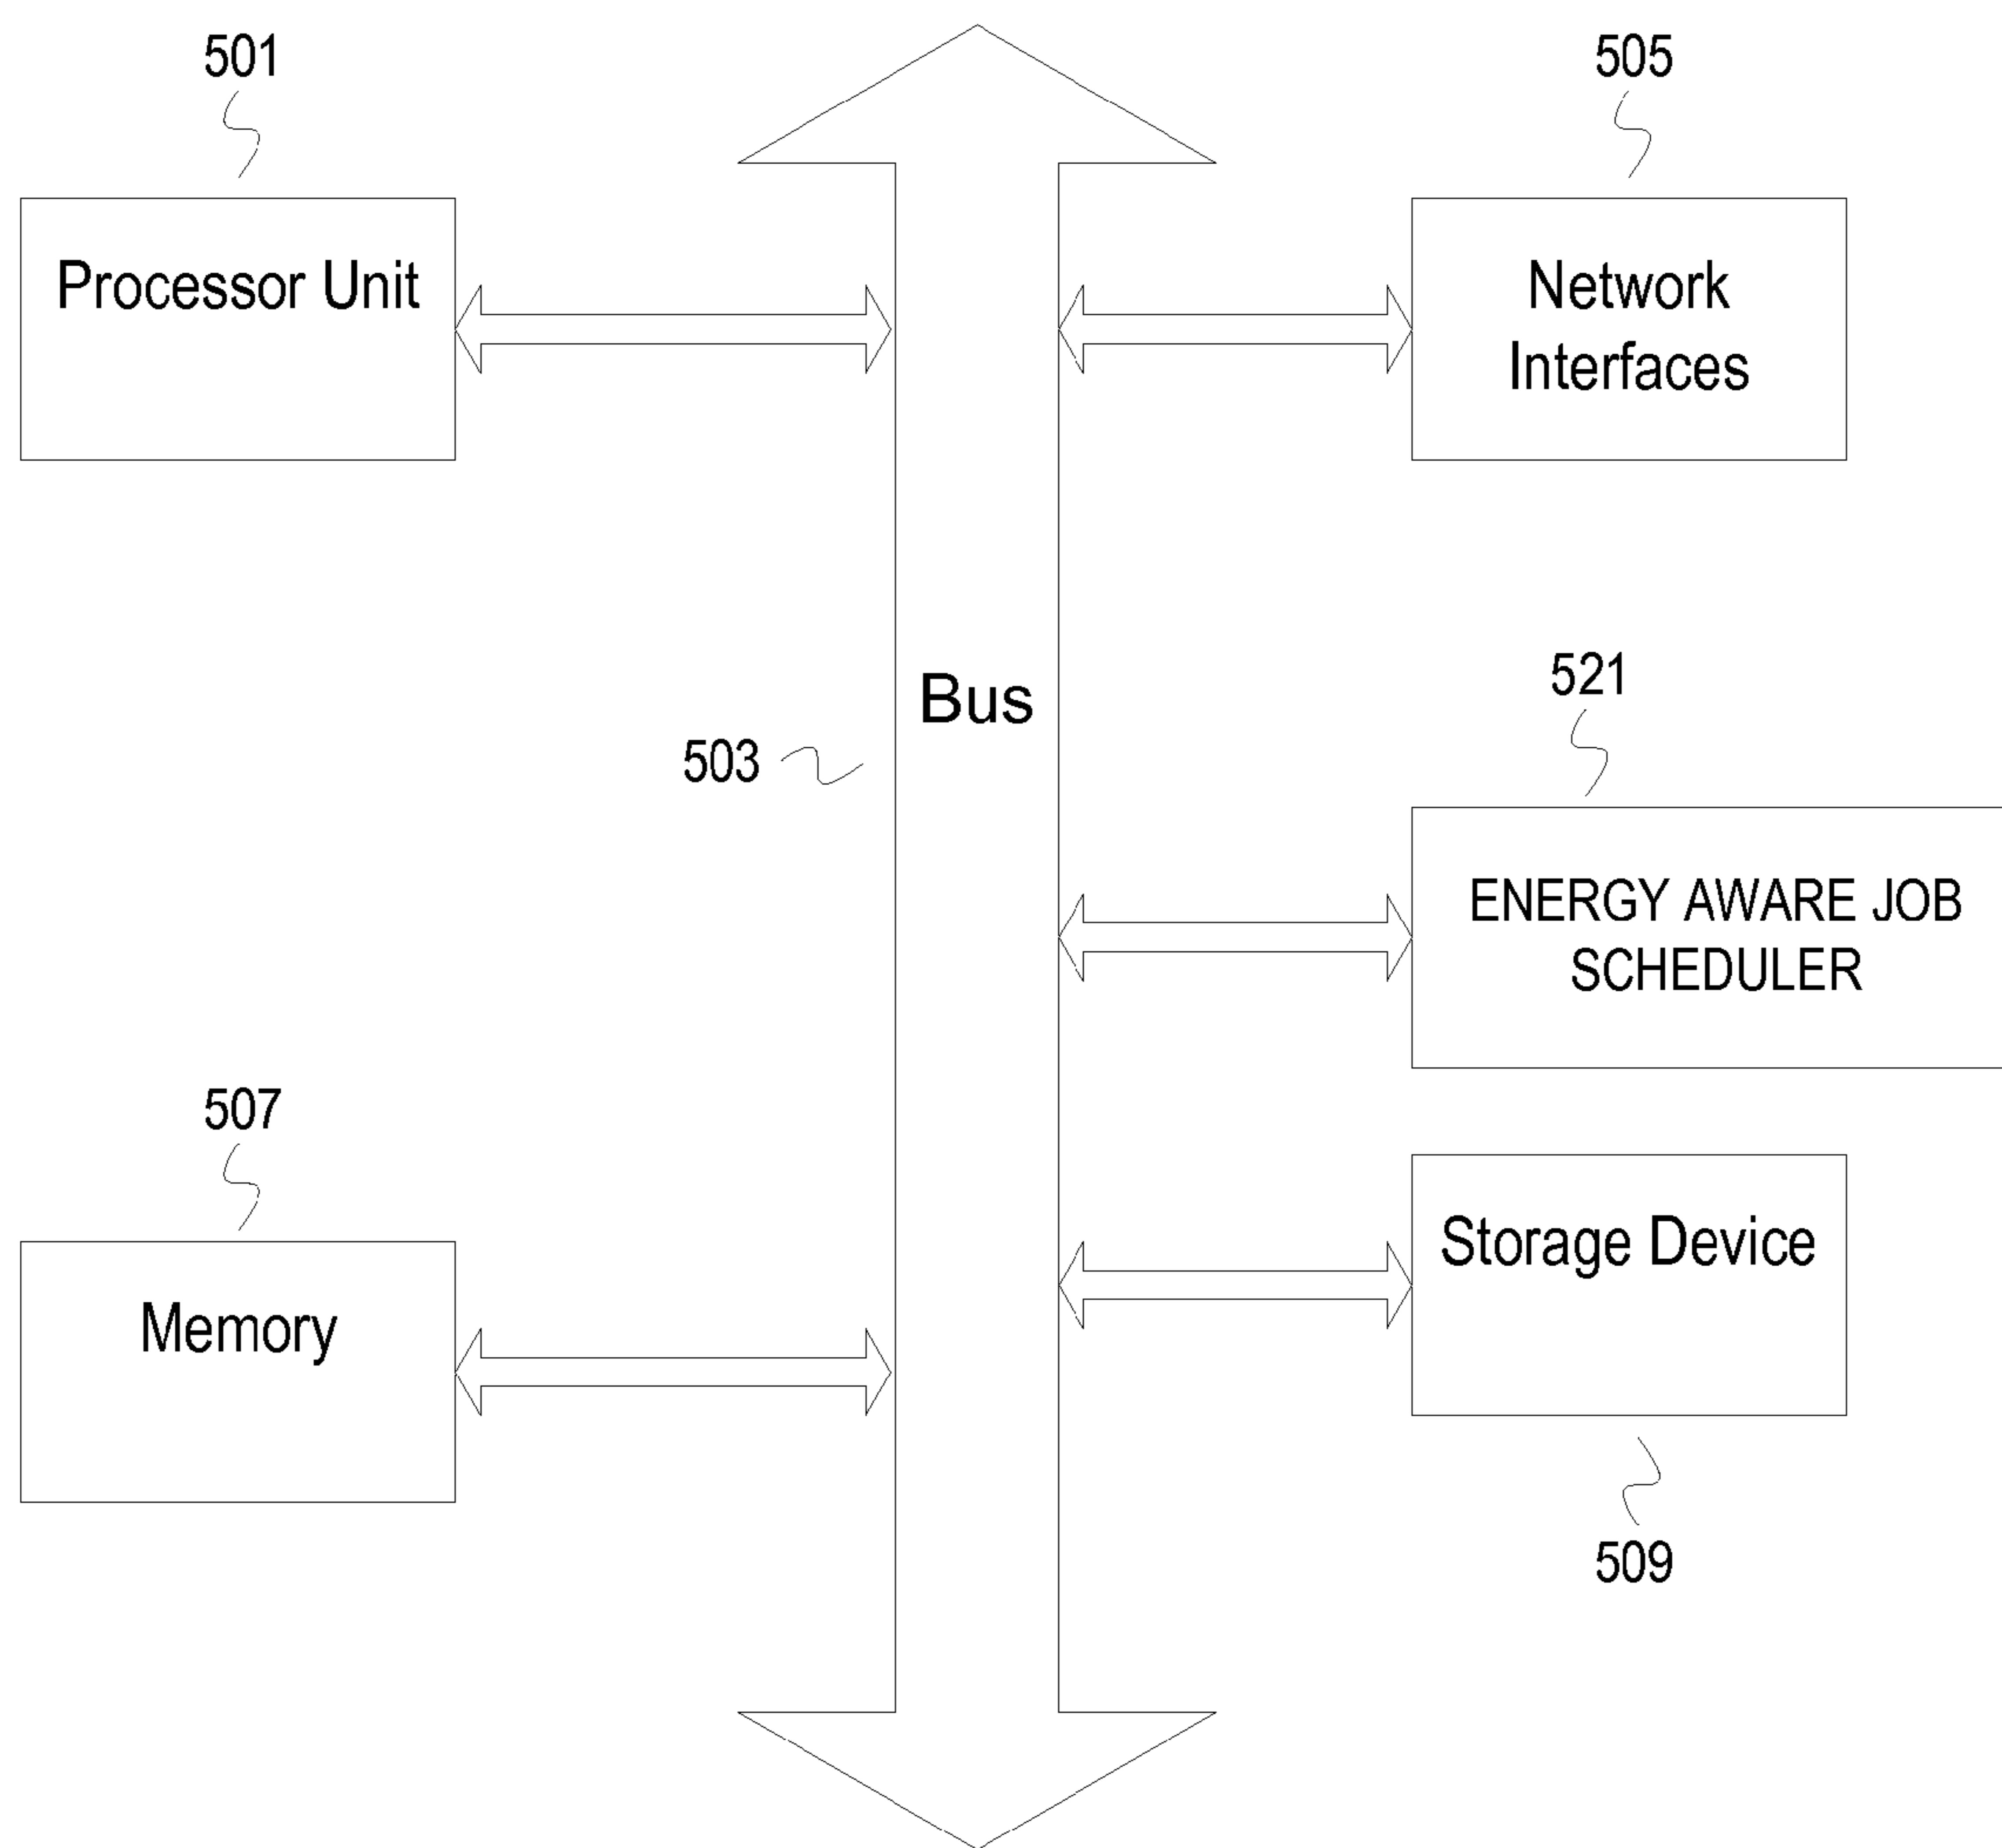 501
505
Processor Unit
Network
Interfaces
Bus
503
521
ENERGY AWARE JOB
SCHEDULER
507
Memory
Storage Device
509